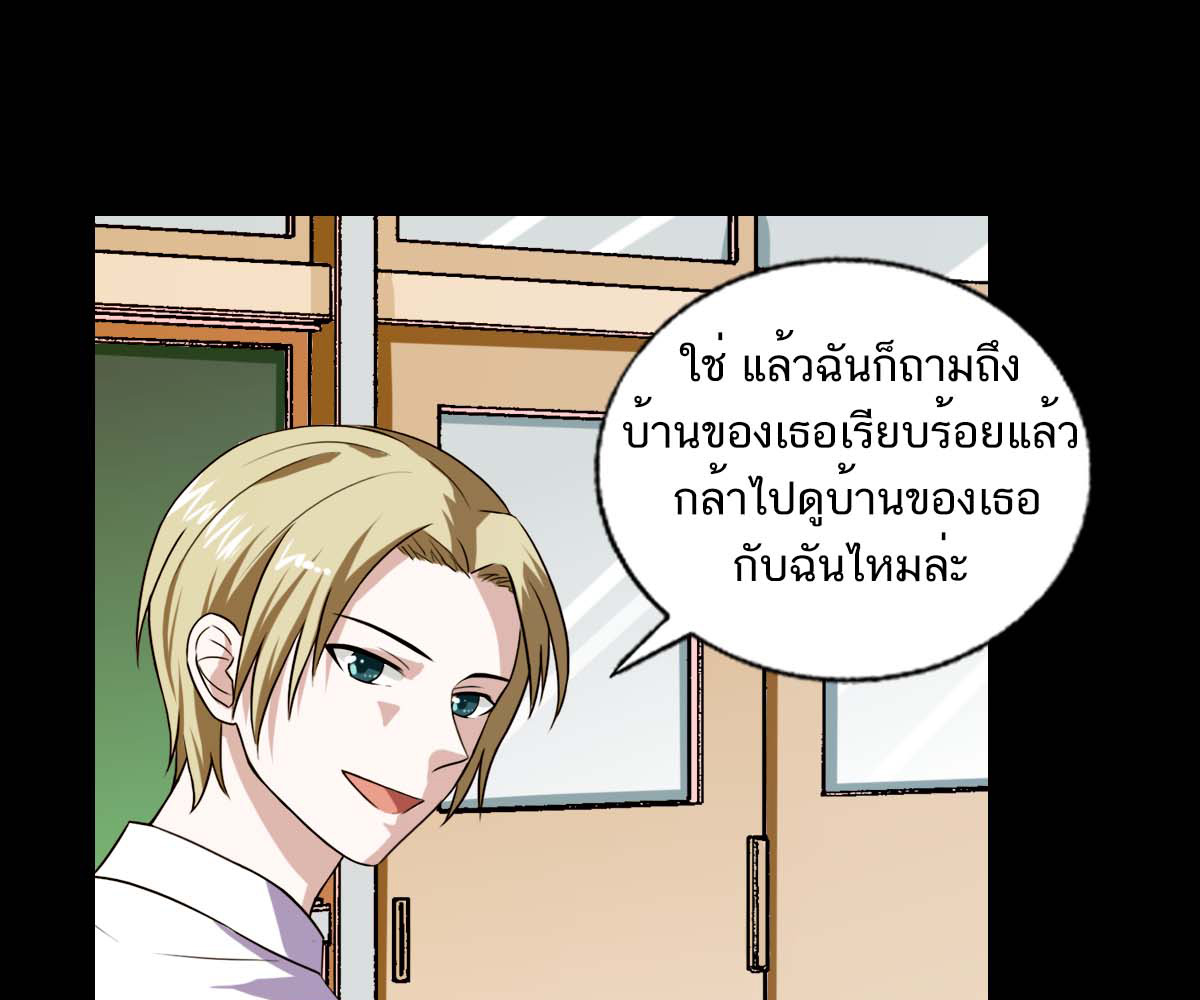 ใช่ แล้วฉันก็ถามถึง
บ้านของเธอเรียบร้อยแล้ว
กล้าไปดูบ้านของเธอ
กับฉันไหมล่ะ